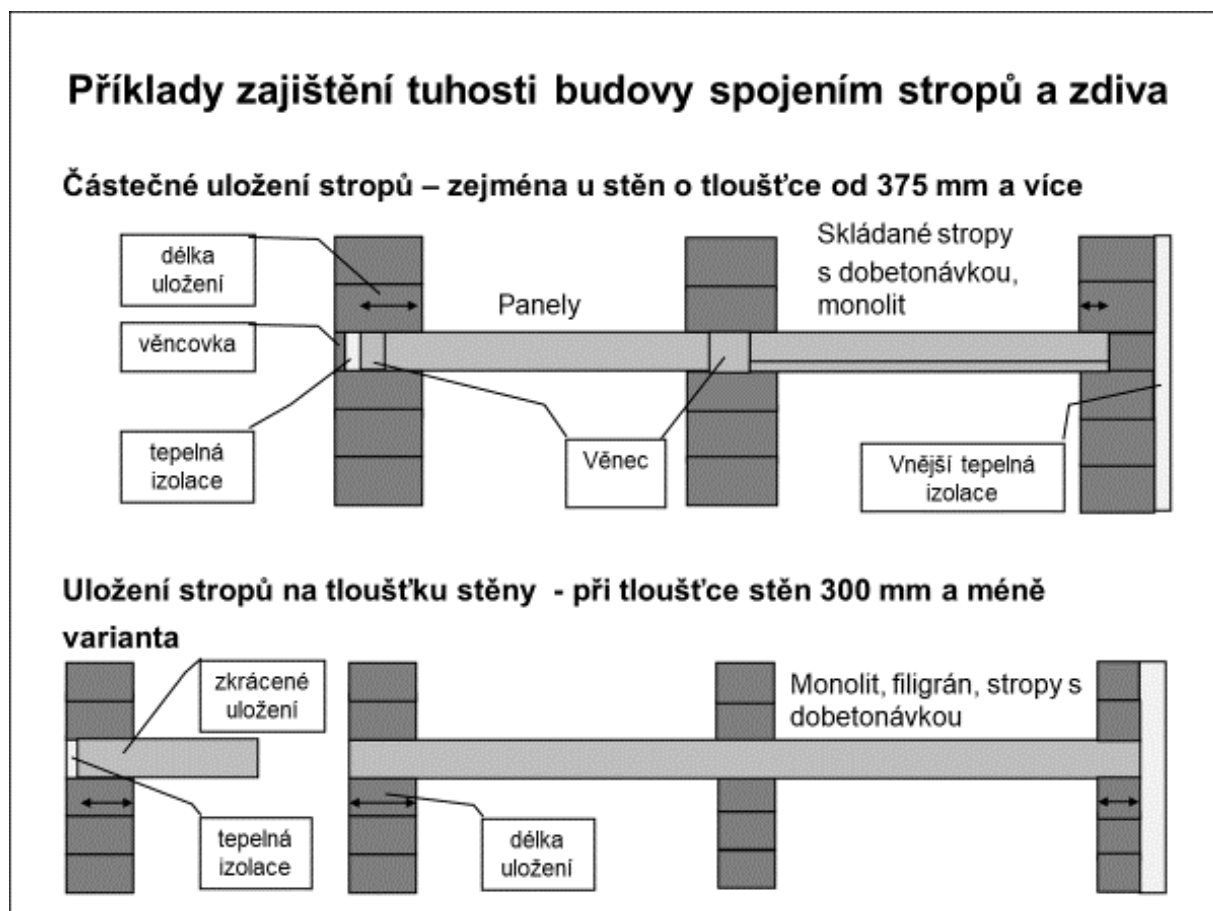 Příklady zajištění tuhosti budovy spojením stropů a zdiva
Částečné uložení stropů – zejména u stěn o tloušťce od 375 mm a více
délka
uložení
Panely
Skládané stropy
s dobetonávkou,
monolit
věncovka
tepelná
izolace
Věnec
Vnější tepelná
izolace
Uložení stropů na tloušťku stěny - při tloušťce stěn 300 mm a méně
varianta
zkrácené
uložení
Monolit, filigrán, stropy s
dobetonávkou
tepelná
izolace
délka
uložení